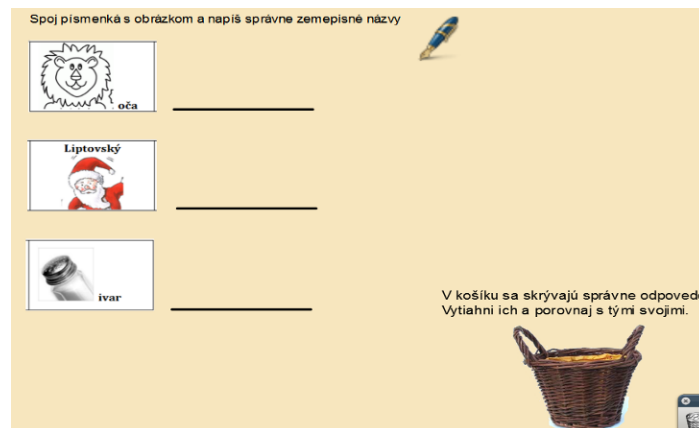 Spoj písmenká s obrázkom a napíš správne zemepisné názvy
oča
Liptovský
ivar
V košíku sa skrývajú správne odpovede
Vytiahni ich a porovnaj s tými svojimi.